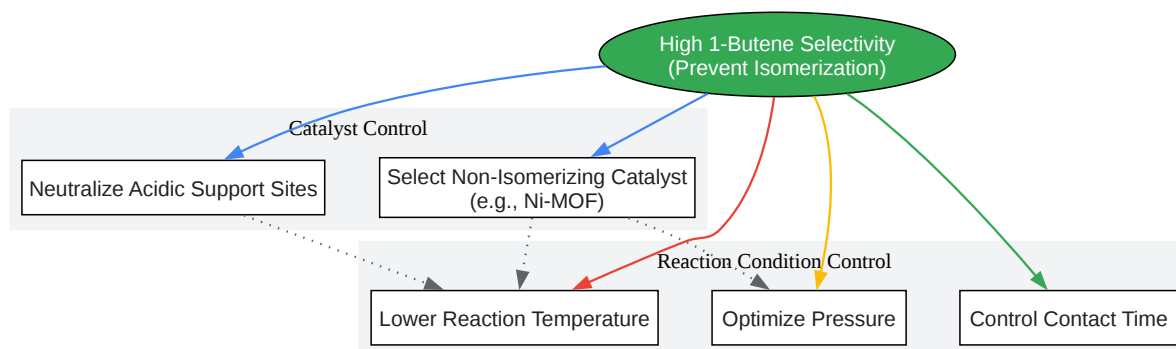 High 1-Butene Selectivity
(Prevent Isomerization)
Catalyst Control
Neutralize Acidic Support Sites
Select Non-Isomerizing Catalyst
(e.g., Ni-MOF)
Reaction Condition Control
Lower Reaction Temperature
Optimize Pressure
Control Contact Time